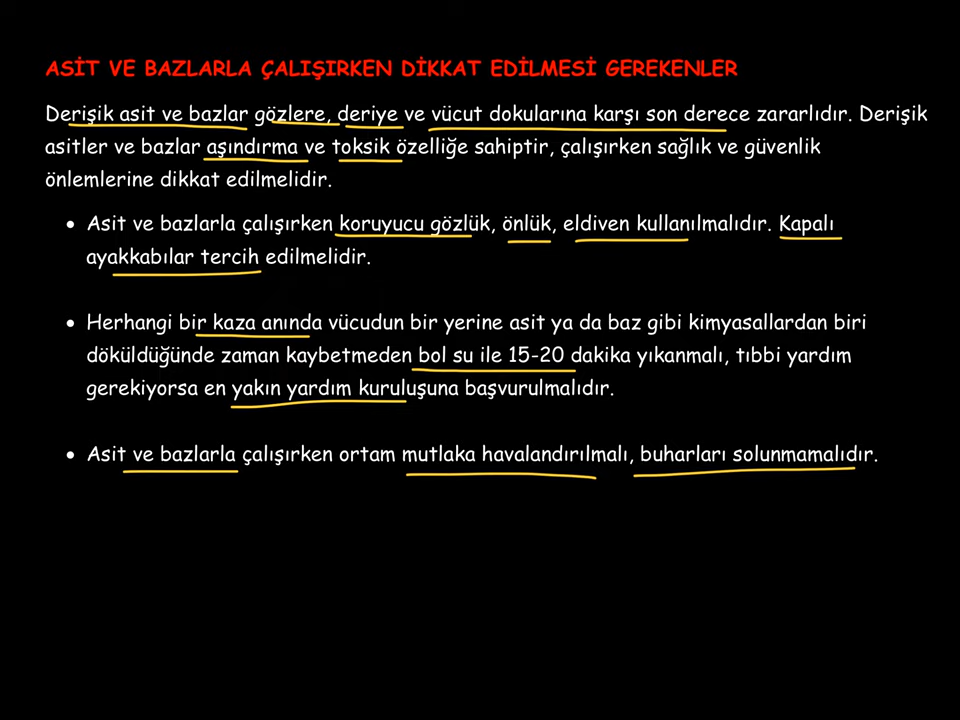 ASİT VE BAZLARLA ÇALIŞIRKEN DİKKAT EDİLMESİ GEREKENLER
Derişik asit ve bazlar gözlere, deriye ve vücut dokularına karşı son derece zararlıdır. Derişik
asitler ve bazlar aşındırma ve toksik özelliğe sahiptir, çalışırken sağlık ve güvenlik
önlemlerine dikkat edilmelidir.
• Asit ve bazlarla çalışırken koruyucu gözlük, önlük, eldiven kullanılmalıdır. Kapalı
ayakkabılar tercih edilmelidir.
• Herhangi bir kaza anında vücudun bir yerine asit ya da baz gibi kimyasallardan biri
döküldüğünde zaman kaybetmeden bol su ile 15-20 dakika yıkanmalı, tıbbi yardım
gerekiyorsa en yakın yardım kuruluşuna başvurulmalıdır.
• Asit ve bazlarla çalışırken ortam mutlaka havalandırılmalı, buharları solunmamalıdır.